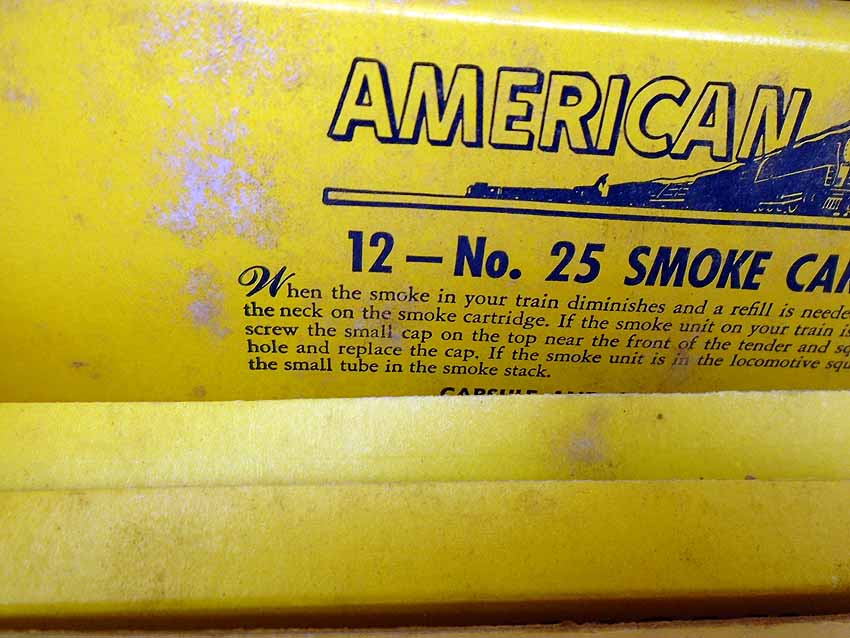 AMERICAN
12 — No. 25 SMOKE CAR
When the smoke in your train diminishes and a refill is neede
the neck on the smoke cartridge. If the smoke unit on your train is
screw the small cap on the top near the front of the tender and sq
hole and replace the cap. If the smoke unit is in the locomotive squ
the small tube in the smoke stack.
CAPSULE AND